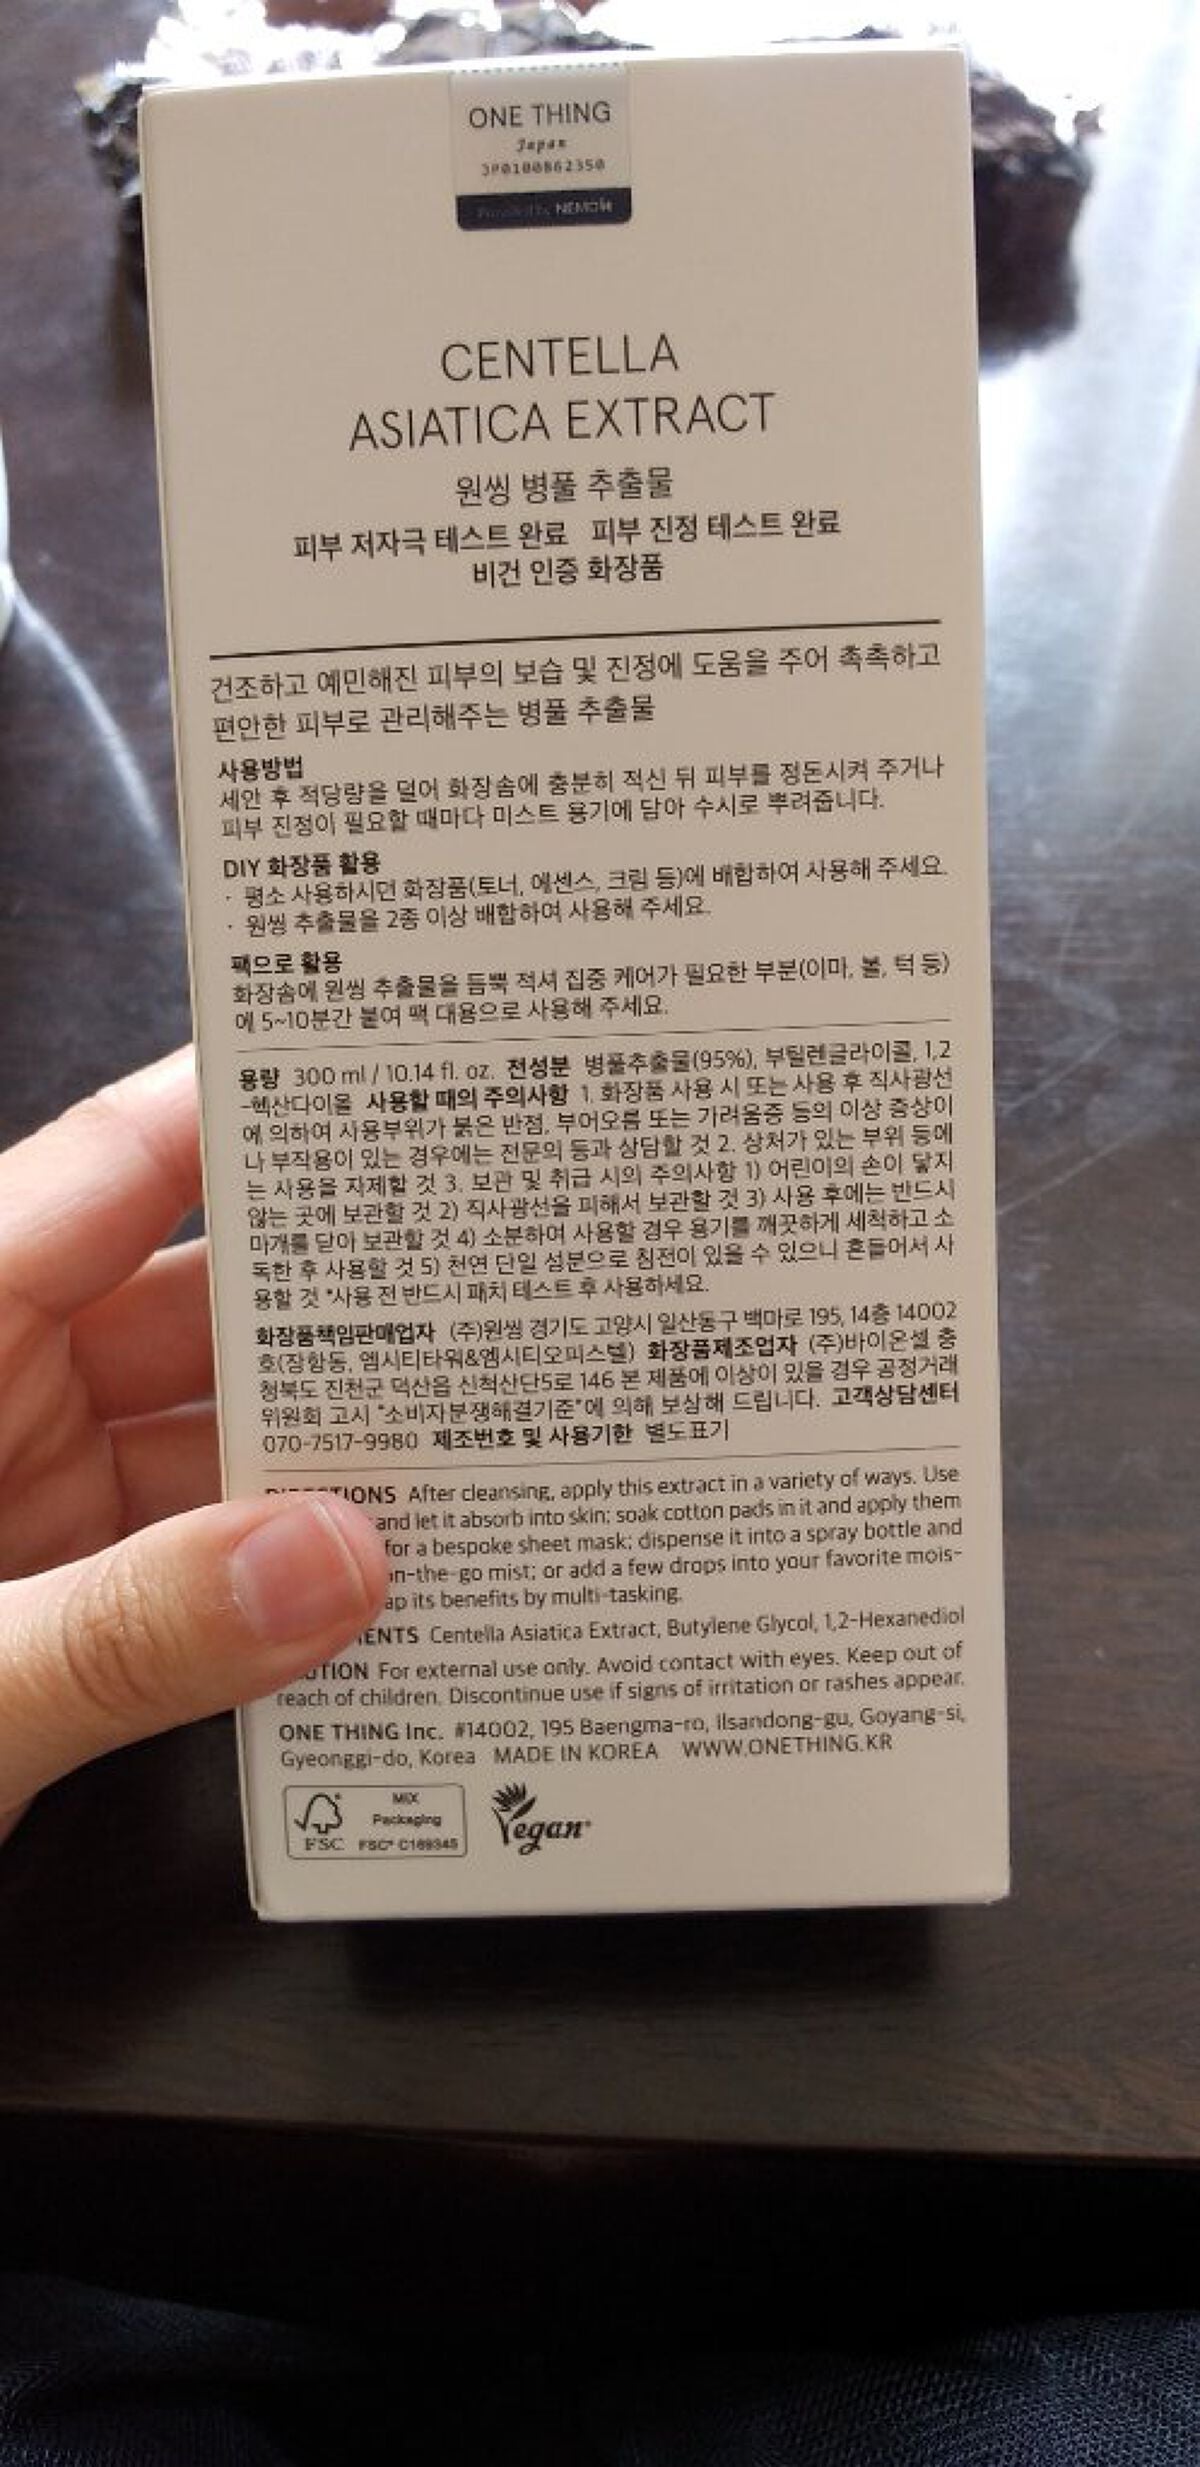 ONE THING
Japan
JP0100862350
NEMO
CENTELLA
ASIATICA EXTRACT
원씽 병풀 추출물
피부 저자극 테스트 완료 피부 진정 테스트 완료
비건 인증 화장품
건조하고 예민해진 피부의 보습 및 진정에 도움을 주어 촉촉하고
편안한 피부로 관리해주는 병풀 추출물
사용방법
세안 후 적당량을 덜어 화장솜에 충분히 적신 뒤 피부를 정돈시켜 주거나
피부 진정이 필요할 때마다 미스트 용기에 담아 수시로 뿌려줍니다.
DIY 화장품 활용
· 평소 사용하시던 화장품(토너, 에센스, 크림 등)에 배합하여 사용해 주세요.
· 원씽 추출물을 2종 이상 배합하여 사용해 주세요.
팩으로 활용
화장솜에 원씽 추출물을 듬뿍 적셔 집중 케어가 필요한 부분(이마, 볼, 턱 등)
에 5~10분간 붙여 팩 대용으로 사용해 주세요.
용량 300 ml / 10.14 fl. oz. 전성분 병풀추출물(95%), 부틸렌글라이콜, 1,2
-헥산다이올 사용할 때의 주의사항 1. 화장품 사용 시 또는 사용 후 직사광선
에 의하여 사용부위가 붉은 반점, 부어오름 또는 가려움증 등의 이상 증상이
나 부작용이 있는 경우에는 전문의 등과 상담할 것 2. 상처가 있는 부위 등에
는 사용을 자제할 것 3. 보관 및 취급 시의 주의사항 1) 어린이의 손이 닿지
않는 곳에 보관할 것 2) 직사광선을 피해서 보관할 것 3) 사용 후에는 반드시
마개를 닫아 보관할 것 4) 소분하여 사용할 경우 용기를 깨끗하게 세척하고 소
독한 후 사용할 것 5) 천연 단일 성분으로 침전이 있을 수 있으니 흔들어서 사
용할 것 *사용 전 반드시 패치 테스트 후 사용하세요.
화장품책임판매업자 (주)원씽 경기도 고양시 일산동구 백마로 195, 14층 14002
호(장항동, 엠시티타워&엠시티오피스텔) 화장품제조업자 (주)바이온셀 충
청북도 진천군 덕산읍 신척산단5로 146 본 제품에 이상이 있을 경우 공정거래
위원회 고시 "소비자분쟁해결기준"에 의해 보상해 드립니다. 고객상담센터
070-7517-9980 제조번호 및 사용기한 별도표기
DIRECTIONS After cleansing, apply this extract in a variety of ways. Use
and let it absorb into skin; soak cotton pads in it and apply them
for a bespoke sheet mask; dispense it into a spray bottle and
on-the-go mist; or add a few drops into your favorite mois-
its benefits by multi-tasking.
Centella Asiatica Extract, Butylene Glycol, 1,2-Hexanediol
For external use only. Avoid contact with eyes. Keep out of
reach of children. Discontinue use if signs of irritation or rashes appear.
ONE THING Inc. #14002, 195 Baengma-ro, Ilsandong-gu, Goyang-si,
Gyeonggi-do, Korea MADE IN KOREA WWW.ONETHING.KR
MIX
Packaging
FSC FSC® C169345
Vegan